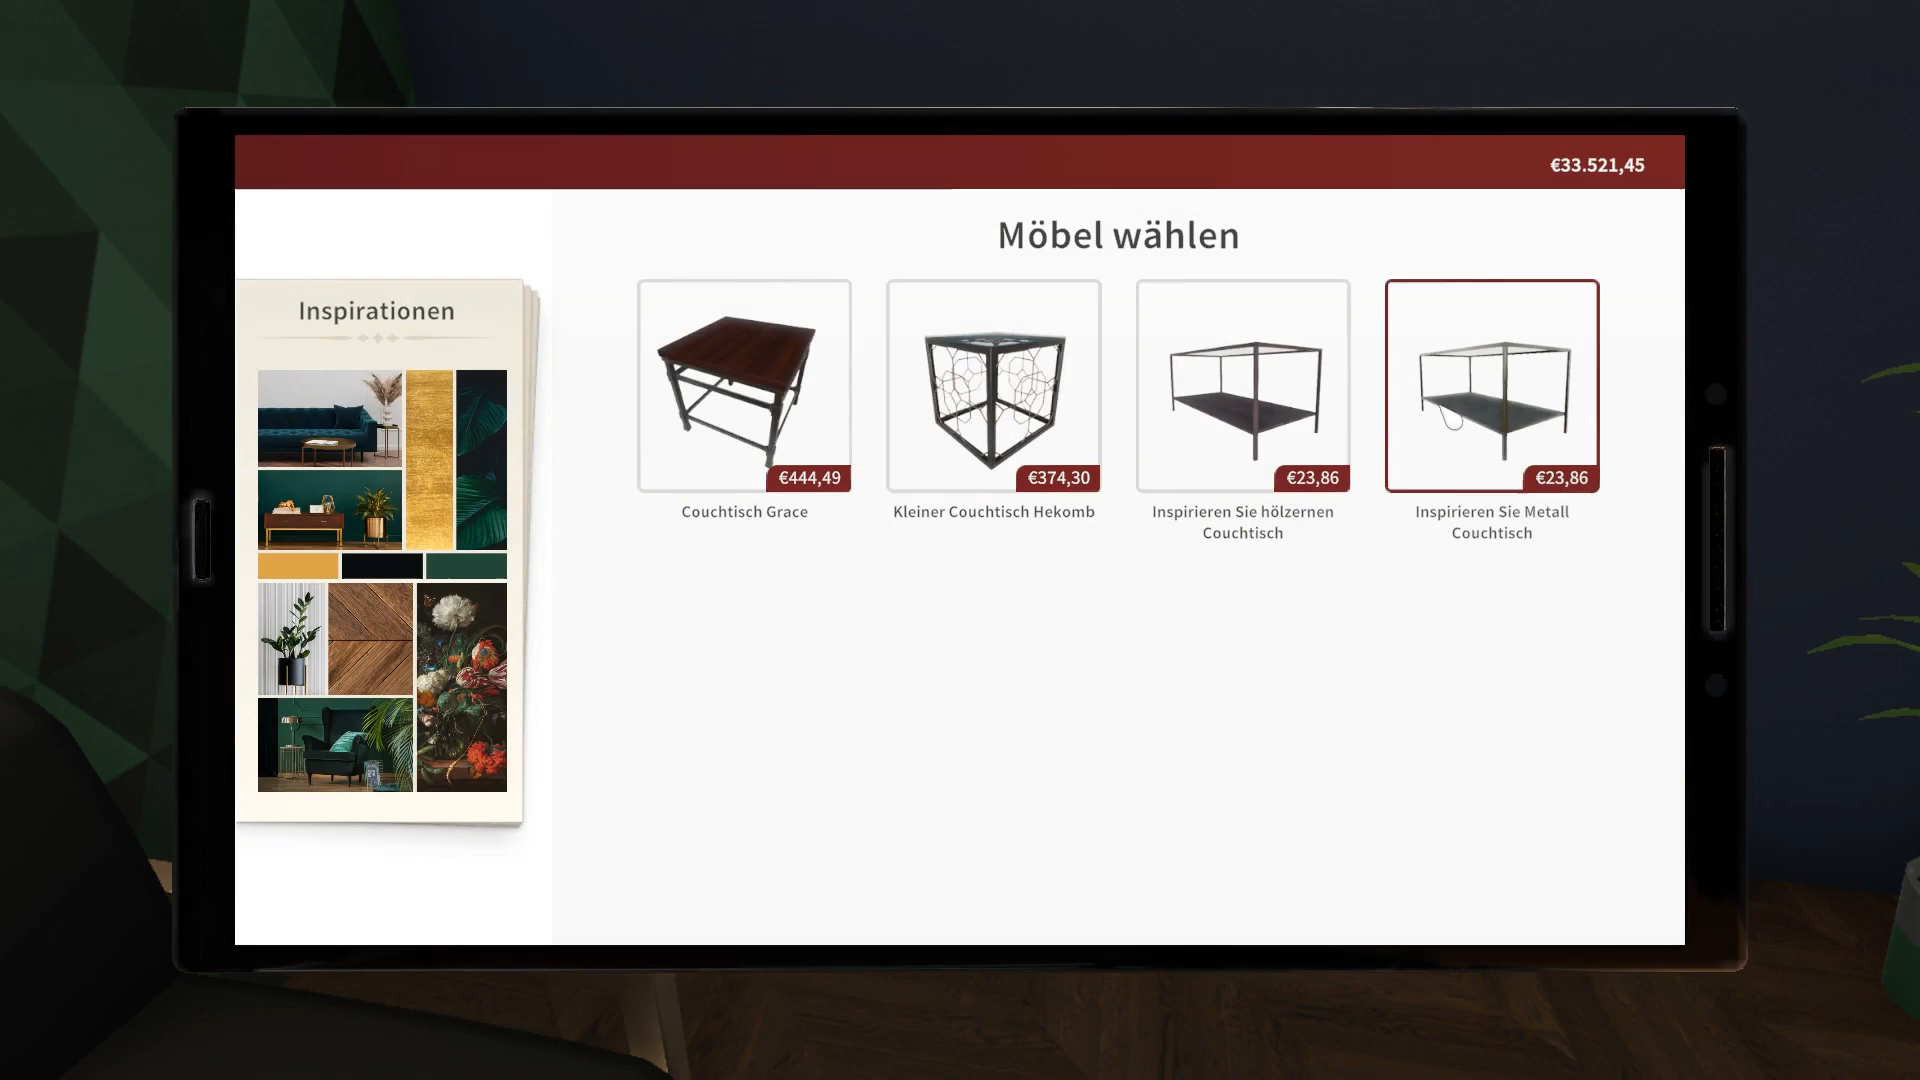 €33.521,45
Inspirationen
Möbel wählen
€444,49
€374,30
€23,86
€23,86
Couchtisch Grace
Kleiner Couchtisch Hekomb
Inspirieren Sie hölzernen
Couchtisch
Inspirieren Sie Metall
Couchtisch